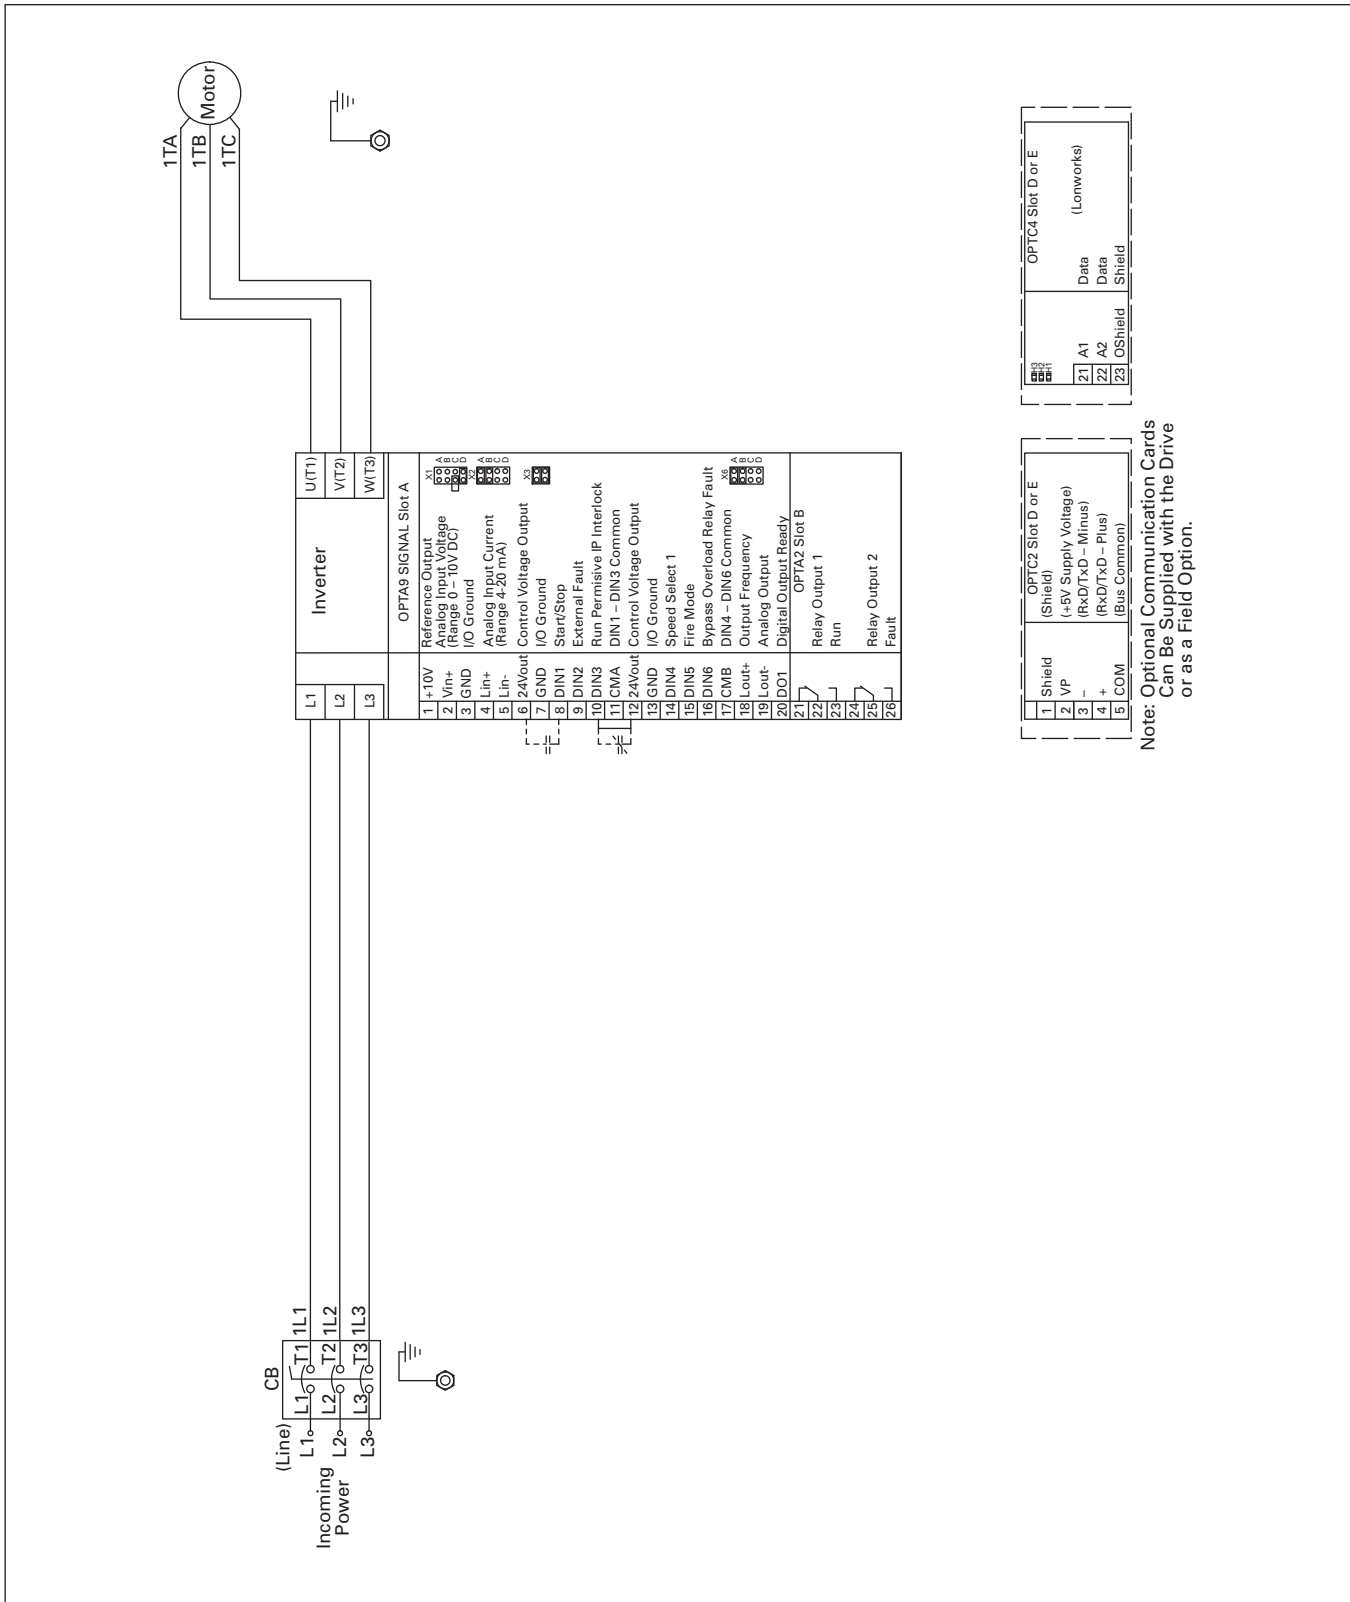 (Line)
Incoming
Power
L1
L2
L3
CB
L1 T1 1L1
L2 T2 1L2
L3 T3 1L3
L1
L2
L3
Inverter
U(T1)
V(T2)
W(T3)
1TA
1TB
1TC
Motor
OPTA9 SIGNAL Slot A
1 +10V Reference Output
2 Vin+ Analog Input Voltage
(Range 0 – 10V DC)
3 GND I/O Ground
4 Lin+ Analog Input Current
5 Lin- (Range 4-20 mA)
6 24Vout Control Voltage Output
7 GND I/O Ground
8 DIN1 Start/Stop
9 DIN2 External Fault
10 DIN3 Run Permisive IP Interlock
11 CMA DIN1 – DIN3 Common
12 24Vout Control Voltage Output
13 GND I/O Ground
14 DIN4 Speed Select 1
15 DIN5 Fire Mode
16 DIN6 Bypass Overload Relay Fault
17 CMB DIN4 – DIN6 Common
18 Lout+ Output Frequency
19 Lout- Analog Output
20 DO1 Digital Output Ready
X1
A
B
C
D
X2
A
B
C
D
X3
X6
A
B
C
D
OPTA2 Slot B
21
22 Relay Output 1
23 Run
24
25 Relay Output 2
26 Fault
OPTC2 Slot D or E
1 Shield (Shield)
2 VP (+5V Supply Voltage)
3 – (RxD/TxD – Minus)
4 + (RxD/TxD – Plus)
5 COM (Bus Common)
OPTC4 Slot D or E
(Lonworks)
H3
H2
H1
21 A1 Data
22 A2 Data
23 OShield Shield
Note: Optional Communication Cards
Can Be Supplied with the Drive
or as a Field Option.